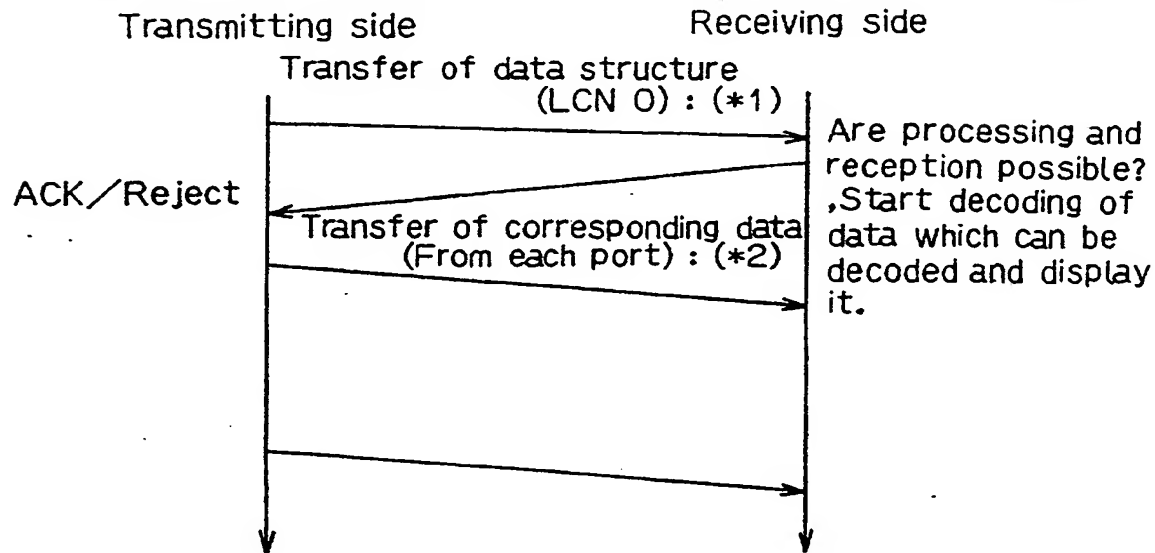 Transmitting side
Receiving side
Transfer of data structure
(LCN 0) : (*1)
Are processing and
reception possible?
,Start decoding of
data which can be
decoded and display
it.
ACK/Reject
Transfer of corresponding data
(From each port) : (*2)